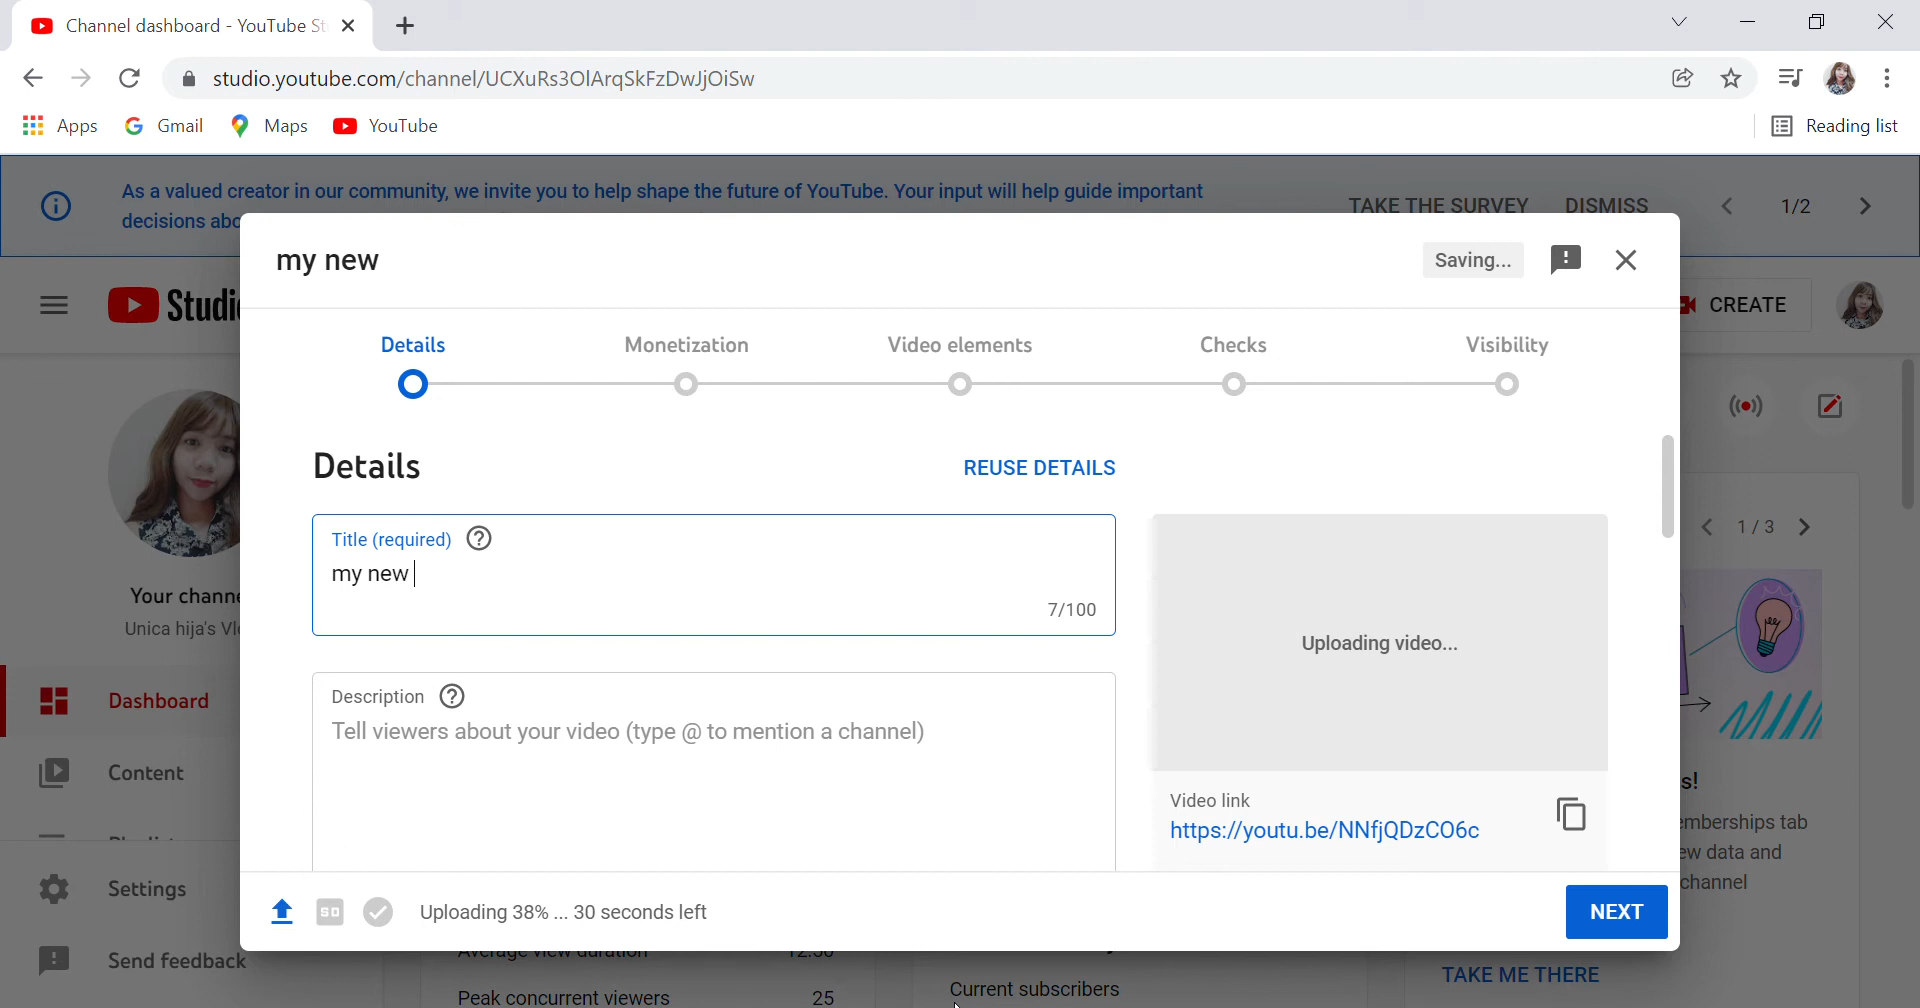 Channel dashboard - YouTube St
studio.youtube.com/channel/UCXuRs3OlArqSkFzDwJjOiSw
Apps Gmail Maps YouTube Reading list
As a valued creator in our community, we invite you to help shape the future of YouTube. Your input will help guide important
decisions abo
TAKE THE SURVEY DISMISS 1/2
my new Saving...
Studio CREATE
Details Monetization Video elements Checks Visibility
Details REUSE DETAILS
Title (required)
my new
7/100
1 / 3
Your channe
Unica hija's Vl
Uploading video...
Description
Tell viewers about your video (type @ to mention a channel)
Dashboard
Content
Video link
https://youtu.be/NNfjQDzCO6c
s!
emberships tab
ew data and
channel
Settings
SD Uploading 38% ... 30 seconds left NEXT
Send feedback
Average view duration 12:30
Peak concurrent viewers 25
Current subscribers
TAKE ME THERE